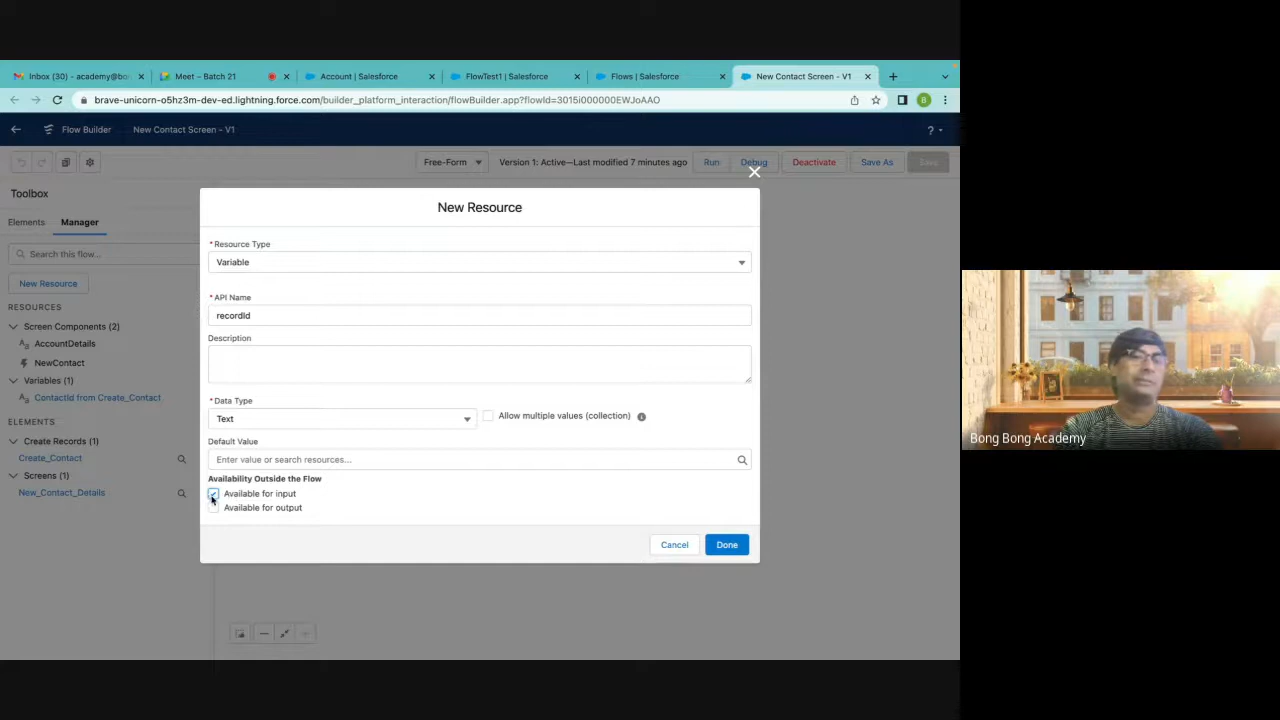 Inbox (30) - academy@bo
Meet – Batch 21
Account | Salesforce
FlowTest1 | Salesforce
Flows | Salesforce
New Contact Screen - V1
brave-unicorn-o5hz3m-dev-ed.lightning.force.com/builder_platform_interaction/flowBuilder.app?flowId=3015i000000EWJoAAO
B
Flow Builder
New Contact Screen - V1
?
Free-Form
Version 1: Active—Last modified 7 minutes ago
Run
Debug
Deactivate
Save As
Save
Toolbox
Elements
Manager
Search this flow...
New Resource
RESOURCES
Screen Components (2)
AccountDetails
NewContact
Variables (1)
ContactId from Create_Contact
ELEMENTS
Create Records (1)
Create_Contact
Screens (1)
New_Contact_Details
New Resource
* Resource Type
Variable
* API Name
recordId
Description
* Data Type
Text
Allow multiple values (collection)
Default Value
Enter value or search resources...
Availability Outside the Flow
Available for input
Available for output
Cancel
Done
Bong Bong Academy